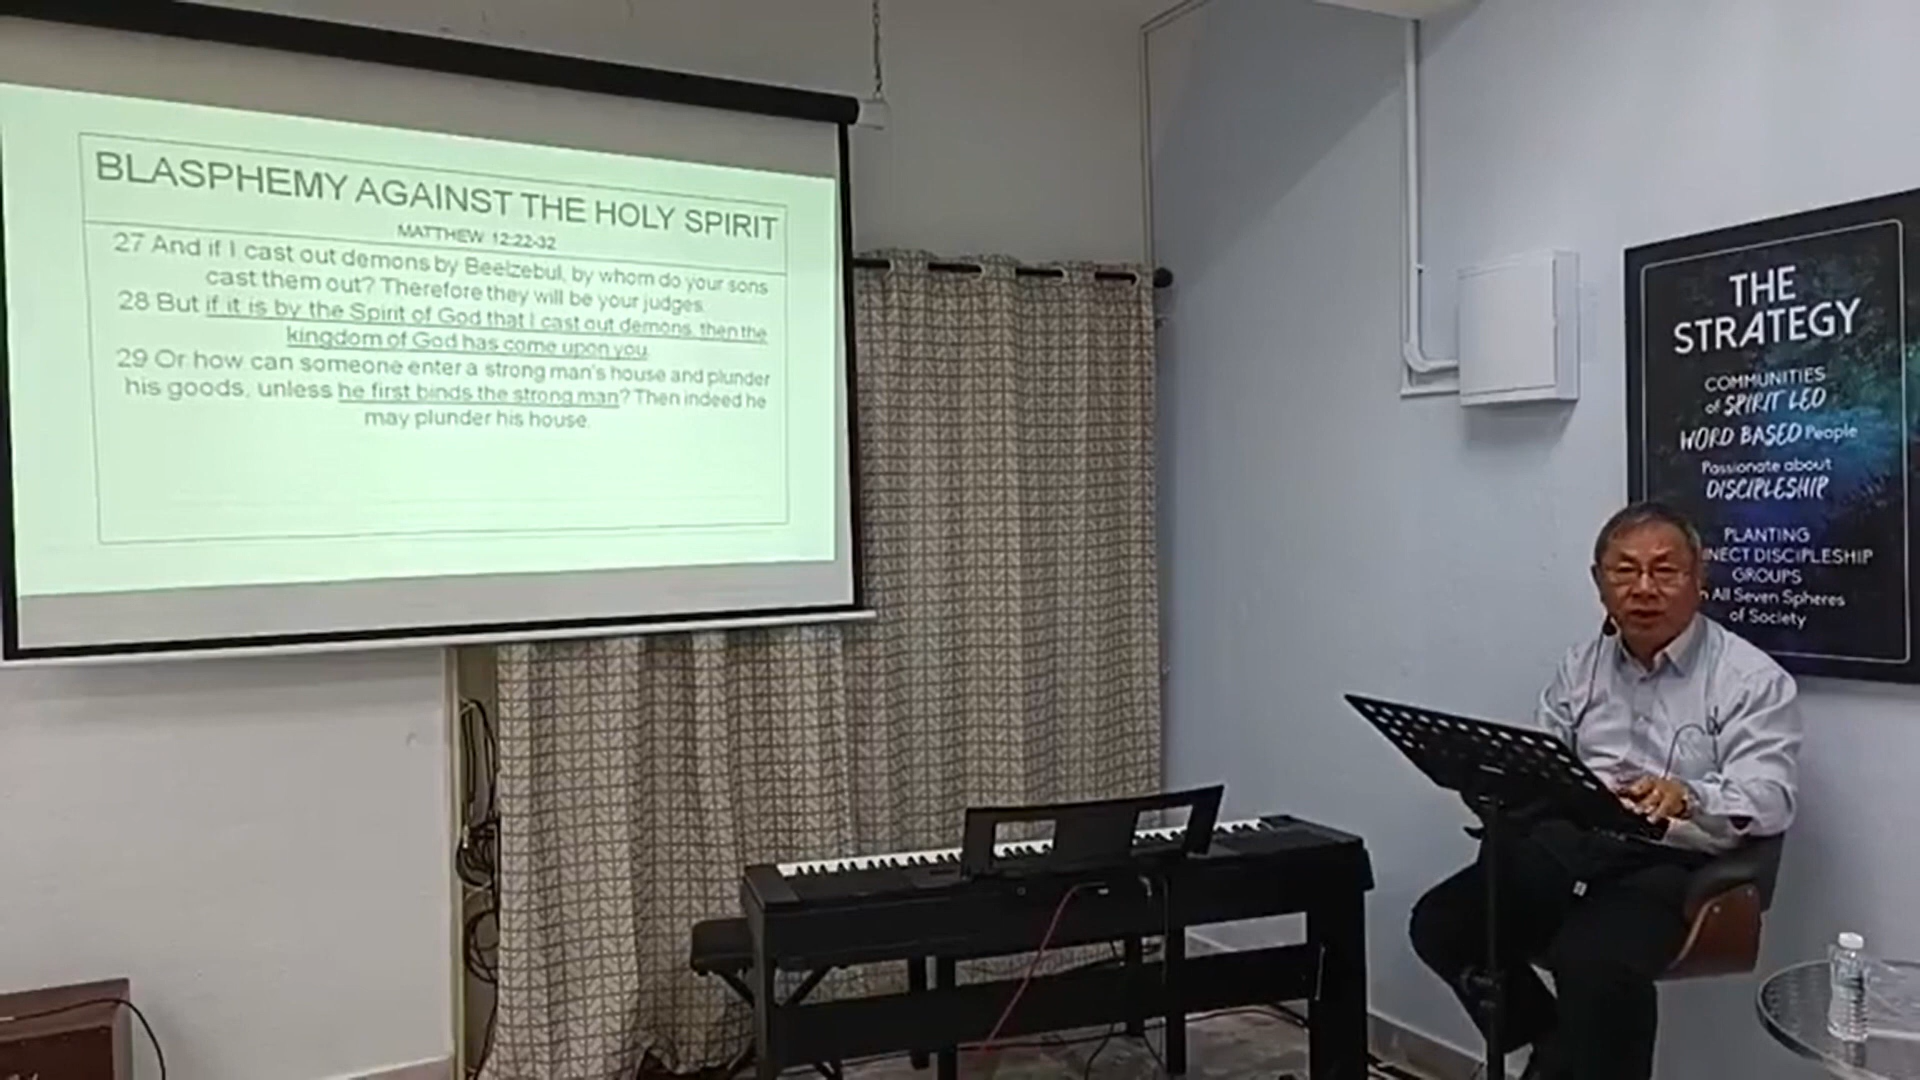 BLASPHEMY AGAINST THE HOLY SPIRIT
MATTHEW 12:22-32
27 And if I cast out demons by Beelzebul, by whom do your sons
cast them out? Therefore they will be your judges.
28 But if it is by the Spirit of God that I cast out demons, then the
kingdom of God has come upon you.
29 Or how can someone enter a strong man's house and plunder
his goods, unless he first binds the strong man? Then indeed he
may plunder his house.
THE
STRATEGY
COMMUNITIES
of SPIRIT LED
WORD BASED People
Passionate about
DISCIPLESHIP
PLANTING
NECT DISCIPLESHIP
GROUPS
All Seven Spheres
of Society